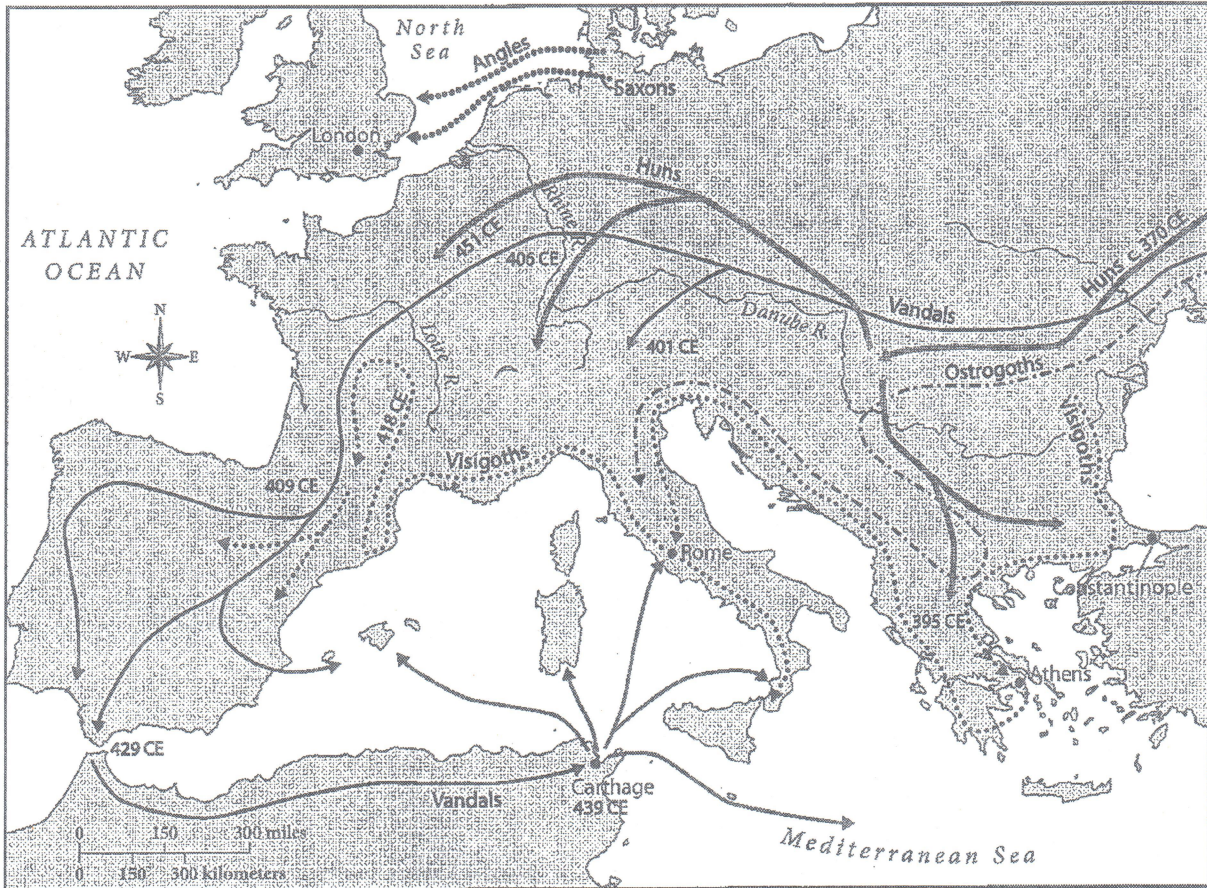 North
Sea
Angles
Saxons
London
Huns
Rhine R.
ATLANTIC
OCEAN
451 CE
406 CE
Huns c. 370 CE
N
W E
S
Loire R.
Danube R.
Vandals
401 CE
Ostrogoths
418 CE
Visigoths
Visigoths
409 CE
Rome
Constantinople
395 CE
Athens
429 CE
Vandals
Carthage
439 CE
0 150 300 miles
0 150 300 kilometers
Mediterranean Sea